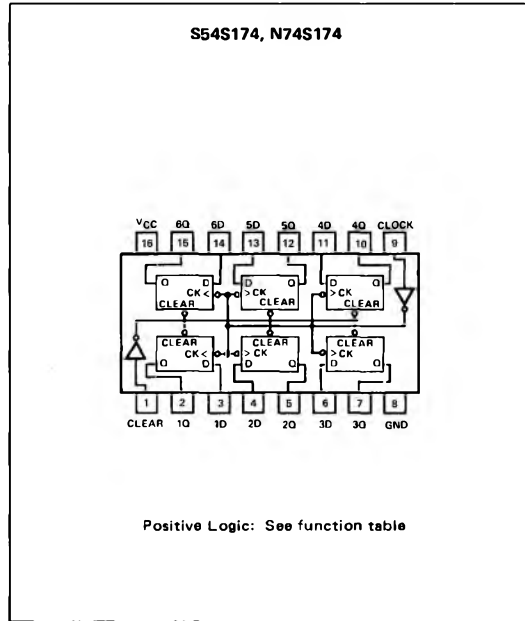 S54S174, N74S174
VCC 6Q 6D 5D 5Q 4D 4Q CLOCK
16 15 14 13 12 11 10 9
Q D D Q D Q
CK < > CK > CK
CLEAR CLEAR CLEAR
CLEAR CLEAR CLEAR
CK < > CK > CK
Q D D Q D Q
1 2 3 4 5 6 7 8
CLEAR 1Q 1D 2D 2Q 3D 3Q GND
Positive Logic: See function table